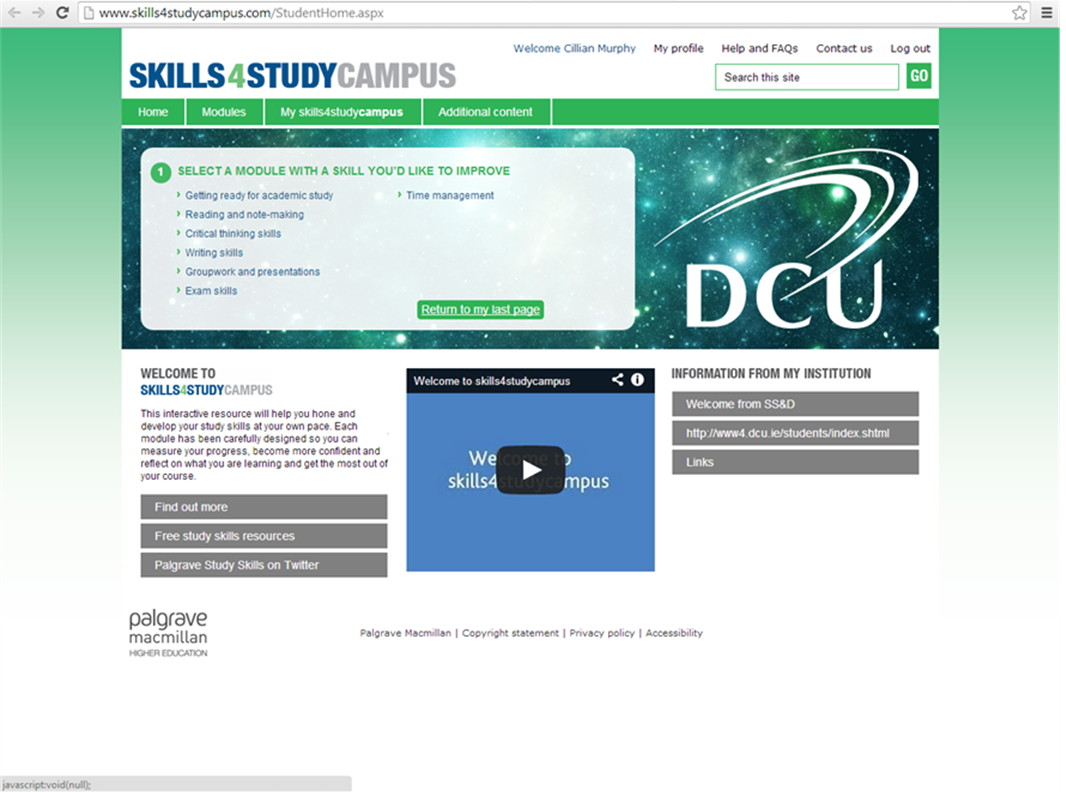 www.skills4studycampus.com/StudentHome.aspx
Welcome Cillian Murphy My profile Help and FAQs Contact us Log out
SKILLS4STUDYCAMPUS
Search this site GO
Home Modules My skills4studycampus Additional content
1 SELECT A MODULE WITH A SKILL YOU'D LIKE TO IMPROVE
Getting ready for academic study
Reading and note-making
Critical thinking skills
Writing skills
Groupwork and presentations
Exam skills
Time management
Return to my last page
DCU
WELCOME TO
SKILLS4STUDYCAMPUS
This interactive resource will help you hone and
develop your study skills at your own pace. Each
module has been carefully designed so you can
measure your progress, become more confident and
reflect on what you are learning and get the most out of
your course.
Find out more
Free study skills resources
Palgrave Study Skills on Twitter
Welcome to skills4studycampus
Welcome to
skills4studycampus
INFORMATION FROM MY INSTITUTION
Welcome from SS&D
http://www4.dcu.ie/students/index.shtml
Links
palgrave
macmillan
HIGHER EDUCATION
Palgrave Macmillan | Copyright statement | Privacy policy | Accessibility
javascript:void(null);